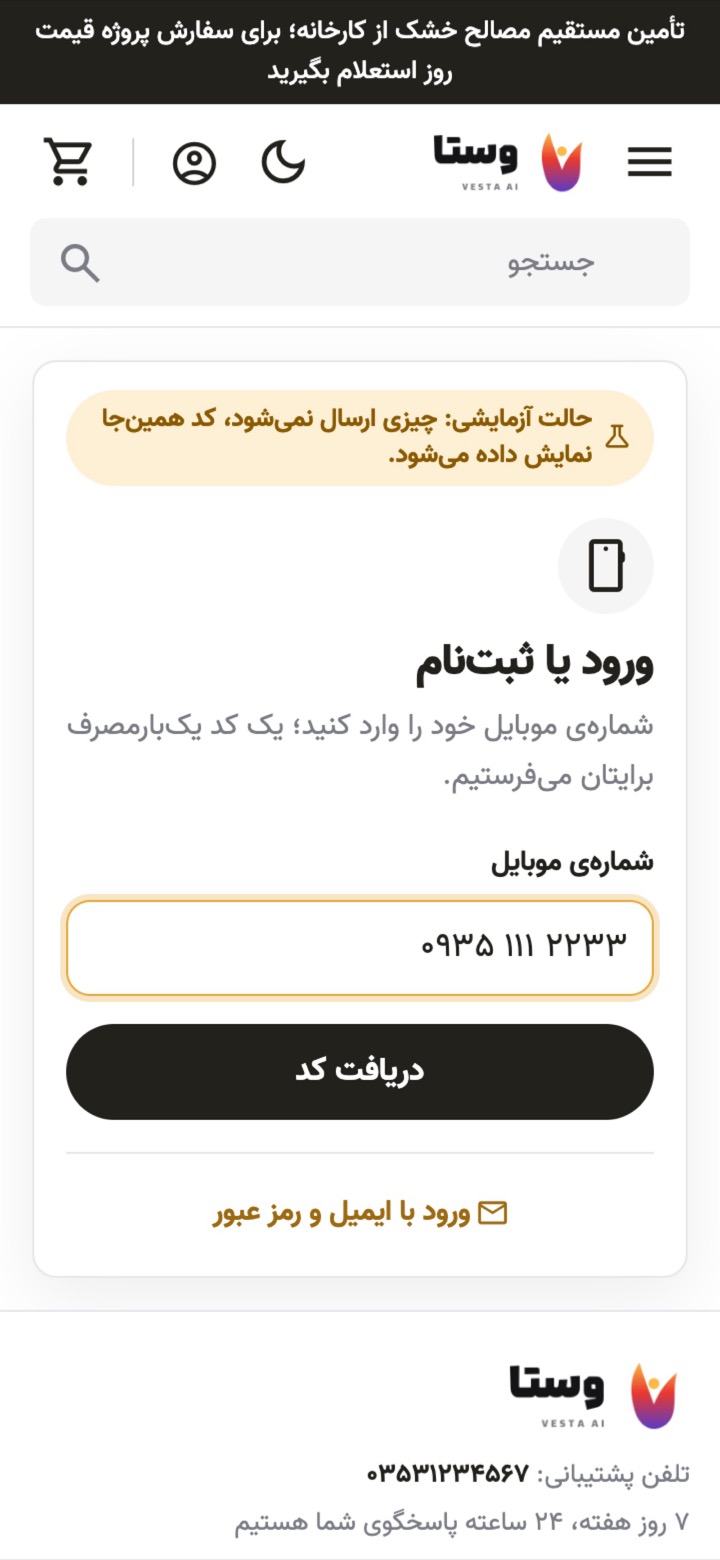 تأمین مستقیم مصالح خشک از کارخانه؛ برای سفارش پروژه قیمت
روز استعلام بگیرید
وستا
VESTA AI
جستجو
حالت آزمایشی: چیزی ارسال نمی‌شود، کد همین‌جا
نمایش داده می‌شود.
ورود یا ثبت‌نام
شماره‌ی موبایل خود را وارد کنید؛ یک کد یک‌بارمصرف
برایتان می‌فرستیم.
شماره‌ی موبایل
۰۹۳۵ ۱۱۱ ۲۲۳۳
دریافت کد
ورود با ایمیل و رمز عبور
وستا
VESTA AI
تلفن پشتیبانی: ۰۳۵۳۱۲۳۴۵۶۷
۷ روز هفته، ۲۴ ساعته پاسخگوی شما هستیم